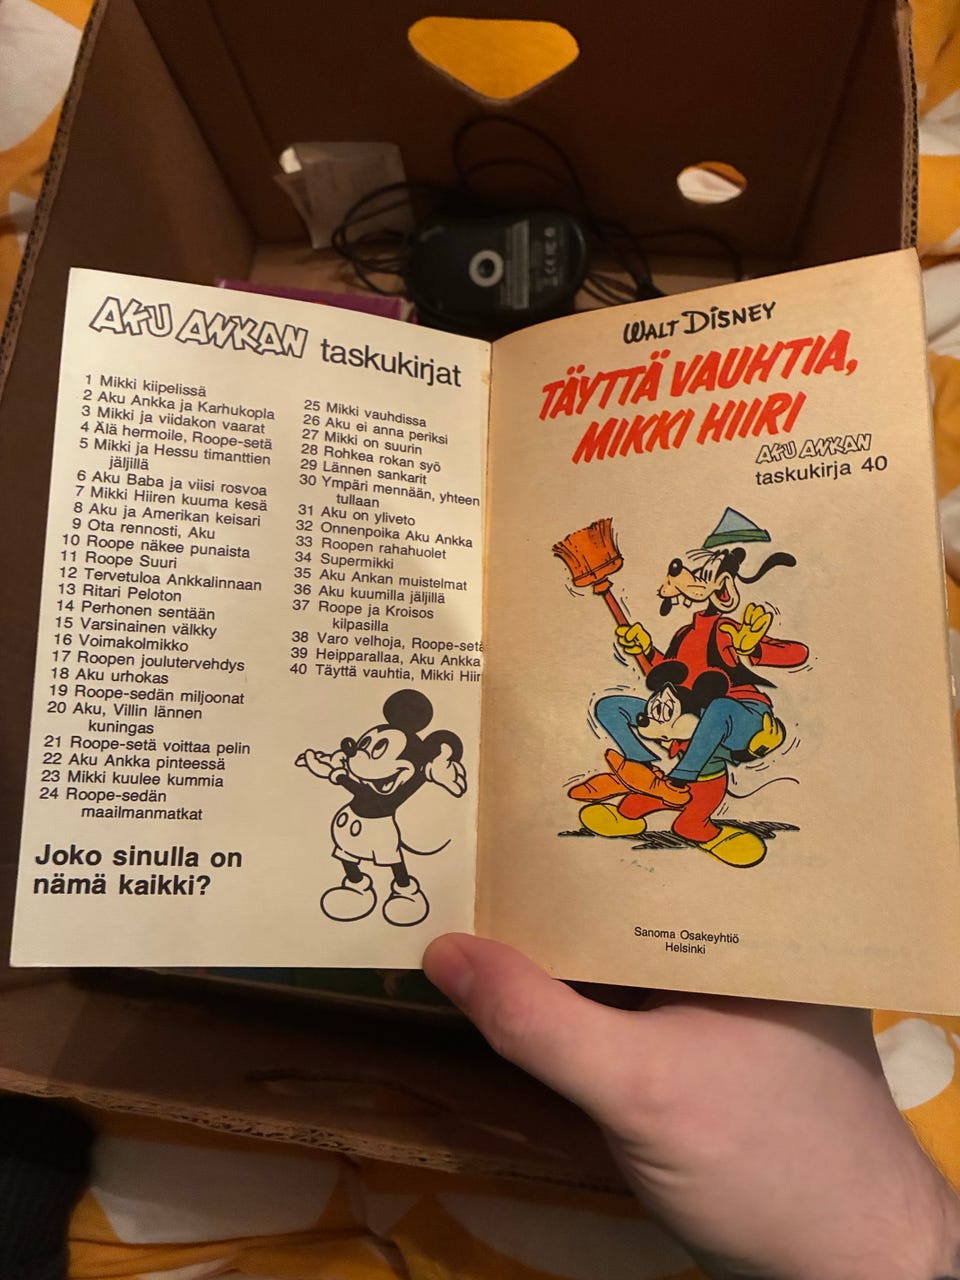 AKU ANKAN taskukirjat
1 Mikki kiipelissä
2 Aku Ankka ja Karhukopla
3 Mikki ja viidakon vaarat
4 Älä hermoile, Roope-setä
5 Mikki ja Hessu timanttien
jäljillä
6 Aku Baba ja viisi rosvoa
7 Mikki Hiiren kuuma kesä
8 Aku ja Amerikan keisari
9 Ota rennosti, Aku
10 Roope näkee punaista
11 Roope Suuri
12 Tervetuloa Ankkalinnaan
13 Ritari Peloton
14 Perhonen sentään
15 Varsinainen välkky
16 Voimakolmikko
17 Roopen joulutervehdys
18 Aku urhokas
19 Roope-sedän miljoonat
20 Aku, Villin lännen
kuningas
21 Roope-setä voittaa pelin
22 Aku Ankka pinteessä
23 Mikki kuulee kummia
24 Roope-sedän
maailmanmatkat
25 Mikki vauhdissa
26 Aku ei anna periksi
27 Mikki on suurin
28 Rohkea rokan syö
29 Lännen sankarit
30 Ympäri mennään, yhteen
tullaan
31 Aku on yliveto
32 Onnenpoika Aku Ankka
33 Roopen rahahuolet
34 Supermikki
35 Aku Ankan muistelmat
36 Aku kuumilla jäljillä
37 Roope ja Kroisos
kilpasilla
38 Varo velhoja, Roope-setä
39 Heipparallaa, Aku Ankka
40 Täyttä vauhtia, Mikki Hiir
Joko sinulla on
nämä kaikki?
WALT DISNEY
TÄYTTÄ VAUHTIA,
MIKKI HIIRI
AKU ANKAN
taskukirja 40
Sanoma Osakeyhtiö
Helsinki